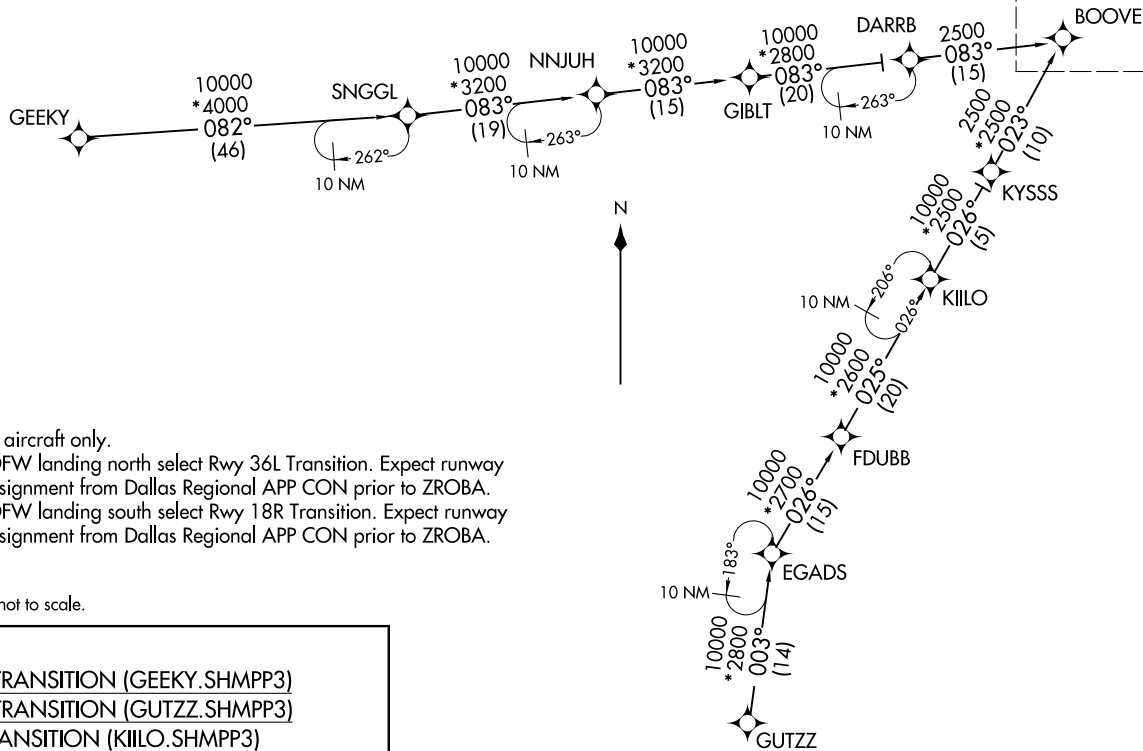 BOOVE
DARRB
2500
083°
(15)
10000
*2800
083°
(20)
263°
10 NM
GIBLT
NNJUH
10000
*3200
083°
(15)
10000
*3200
083°
(19)
263°
10 NM
SNGGL
10000
*4000
082°
(46)
262°
10 NM
GEEKY
2500
*2500
023°
(10)
KYSSS
10000
*2500
026°
(5)
N
206°
10 NM
026°
KIILO
10000
*2600
025°
(20)
FDUBB
10000
*2700
026°
(15)
183°
10 NM
EGADS
10000
*2800
003°
(14)
GUTZZ
aircraft only.
DFW landing north select Rwy 36L Transition. Expect runway
signment from Dallas Regional APP CON prior to ZROBA.
DFW landing south select Rwy 18R Transition. Expect runway
signment from Dallas Regional APP CON prior to ZROBA.
not to scale.
TRANSITION (GEEKY.SHMPP3)
TRANSITION (GUTZZ.SHMPP3)
ANSITION (KIILO.SHMPP3)